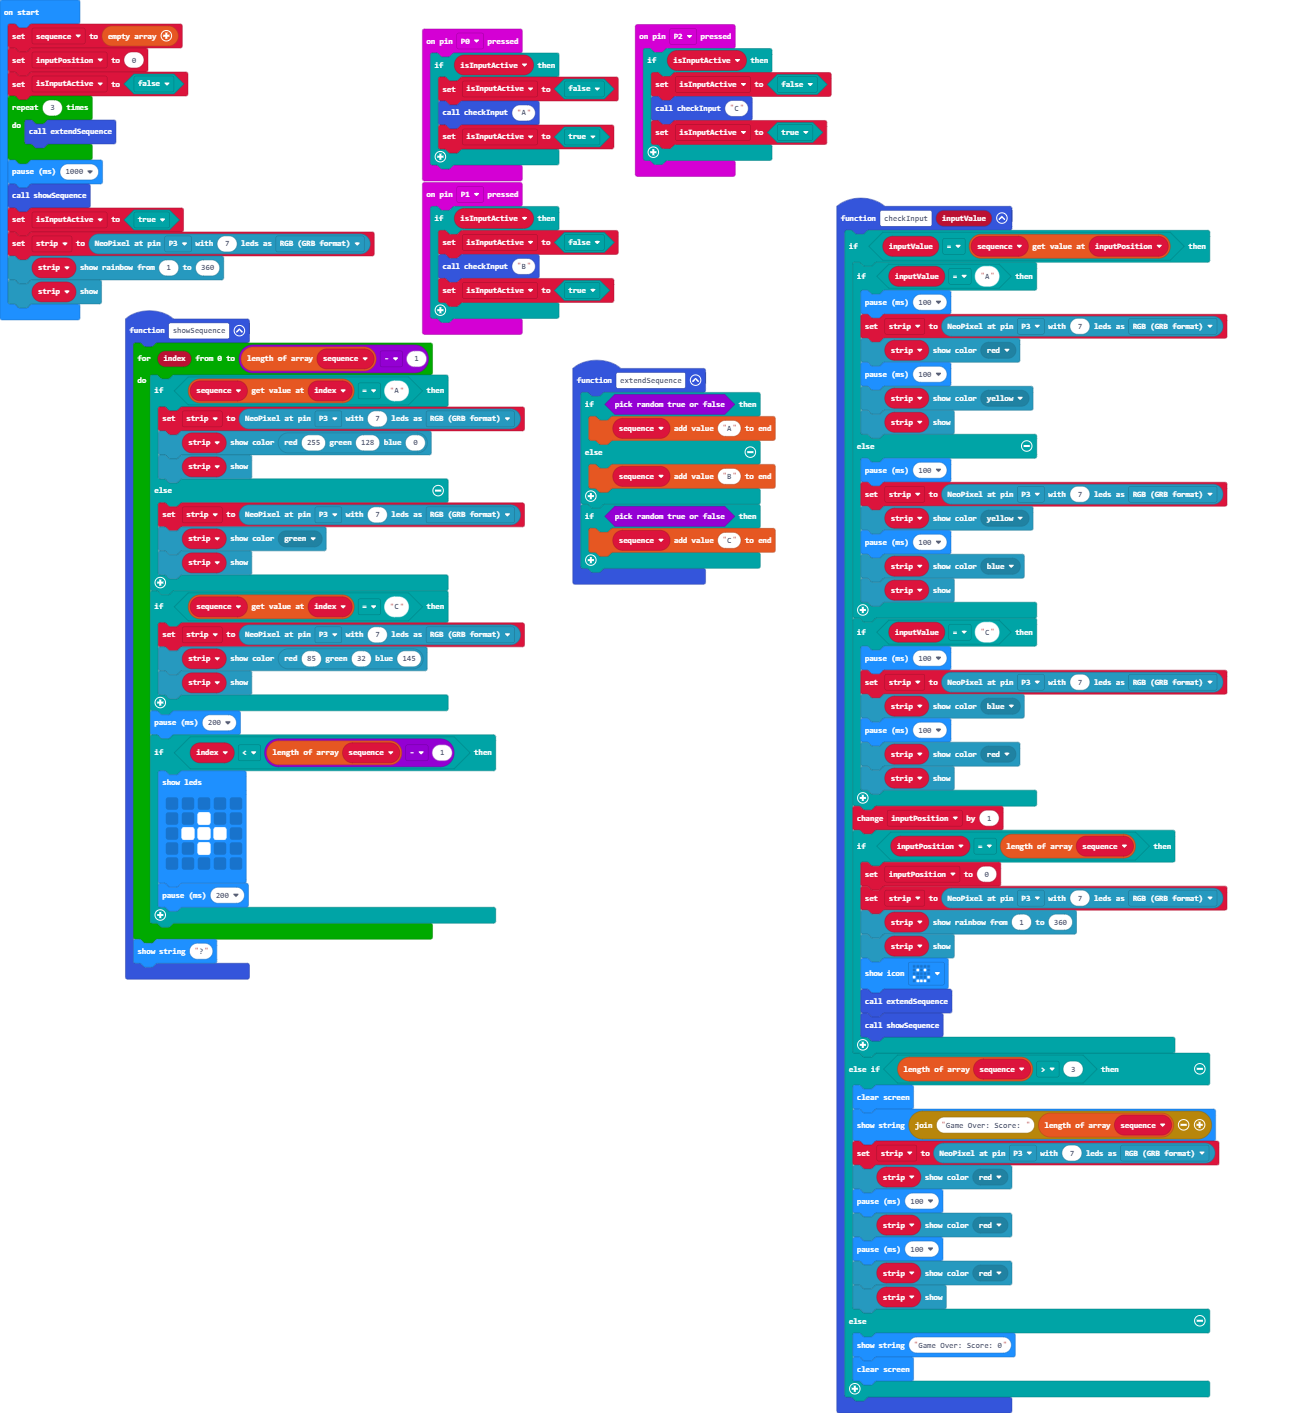 on start
set sequence to empty array
set inputPosition to 0
set isInputActive to false
repeat 3 times
do
call extendSequence
pause (ms) 1000
call showSequence
set isInputActive to true
set strip to NeoPixel at pin P3 with 7 leds as RGB (GRB format)
strip show rainbow from 1 to 360
strip show
on pin P0 pressed
if isInputActive then
set isInputActive to false
call checkInput "A"
set isInputActive to true
on pin P1 pressed
if isInputActive then
set isInputActive to false
call checkInput "B"
set isInputActive to true
on pin P2 pressed
if isInputActive then
set isInputActive to false
call checkInput "C"
set isInputActive to true
function showSequence
for index from 0 to length of array sequence - 1
do
if sequence get value at index = "A" then
set strip to NeoPixel at pin P3 with 7 leds as RGB (GRB format)
strip show color red 255 green 128 blue 0
strip show
else
set strip to NeoPixel at pin P3 with 7 leds as RGB (GRB format)
strip show color green
strip show
if sequence get value at index = "C" then
set strip to NeoPixel at pin P3 with 7 leds as RGB (GRB format)
strip show color red 85 green 32 blue 145
strip show
pause (ms) 200
if index < length of array sequence - 1 then
show leds
pause (ms) 200
show string "?"
function extendSequence
if pick random true or false then
sequence add value "A" to end
else
sequence add value "B" to end
if pick random true or false then
sequence add value "C" to end
function checkInput inputValue
if inputValue = sequence get value at inputPosition then
if inputValue = "A" then
pause (ms) 100
set strip to NeoPixel at pin P3 with 7 leds as RGB (GRB format)
strip show color red
pause (ms) 100
strip show color yellow
strip show
else
pause (ms) 100
set strip to NeoPixel at pin P3 with 7 leds as RGB (GRB format)
strip show color yellow
pause (ms) 100
strip show color blue
strip show
if inputValue = "C" then
pause (ms) 100
set strip to NeoPixel at pin P3 with 7 leds as RGB (GRB format)
strip show color blue
pause (ms) 100
strip show color red
strip show
change inputPosition by 1
if inputPosition = length of array sequence then
set inputPosition to 0
set strip to NeoPixel at pin P3 with 7 leds as RGB (GRB format)
strip show rainbow from 1 to 360
strip show
show icon
call extendSequence
call showSequence
else if length of array sequence > 3 then
clear screen
show string join "Game Over: Score: " length of array sequence
set strip to NeoPixel at pin P3 with 7 leds as RGB (GRB format)
strip show color red
pause (ms) 100
strip show color red
pause (ms) 100
strip show color red
strip show
else
show string "Game Over: Score: 0"
clear screen